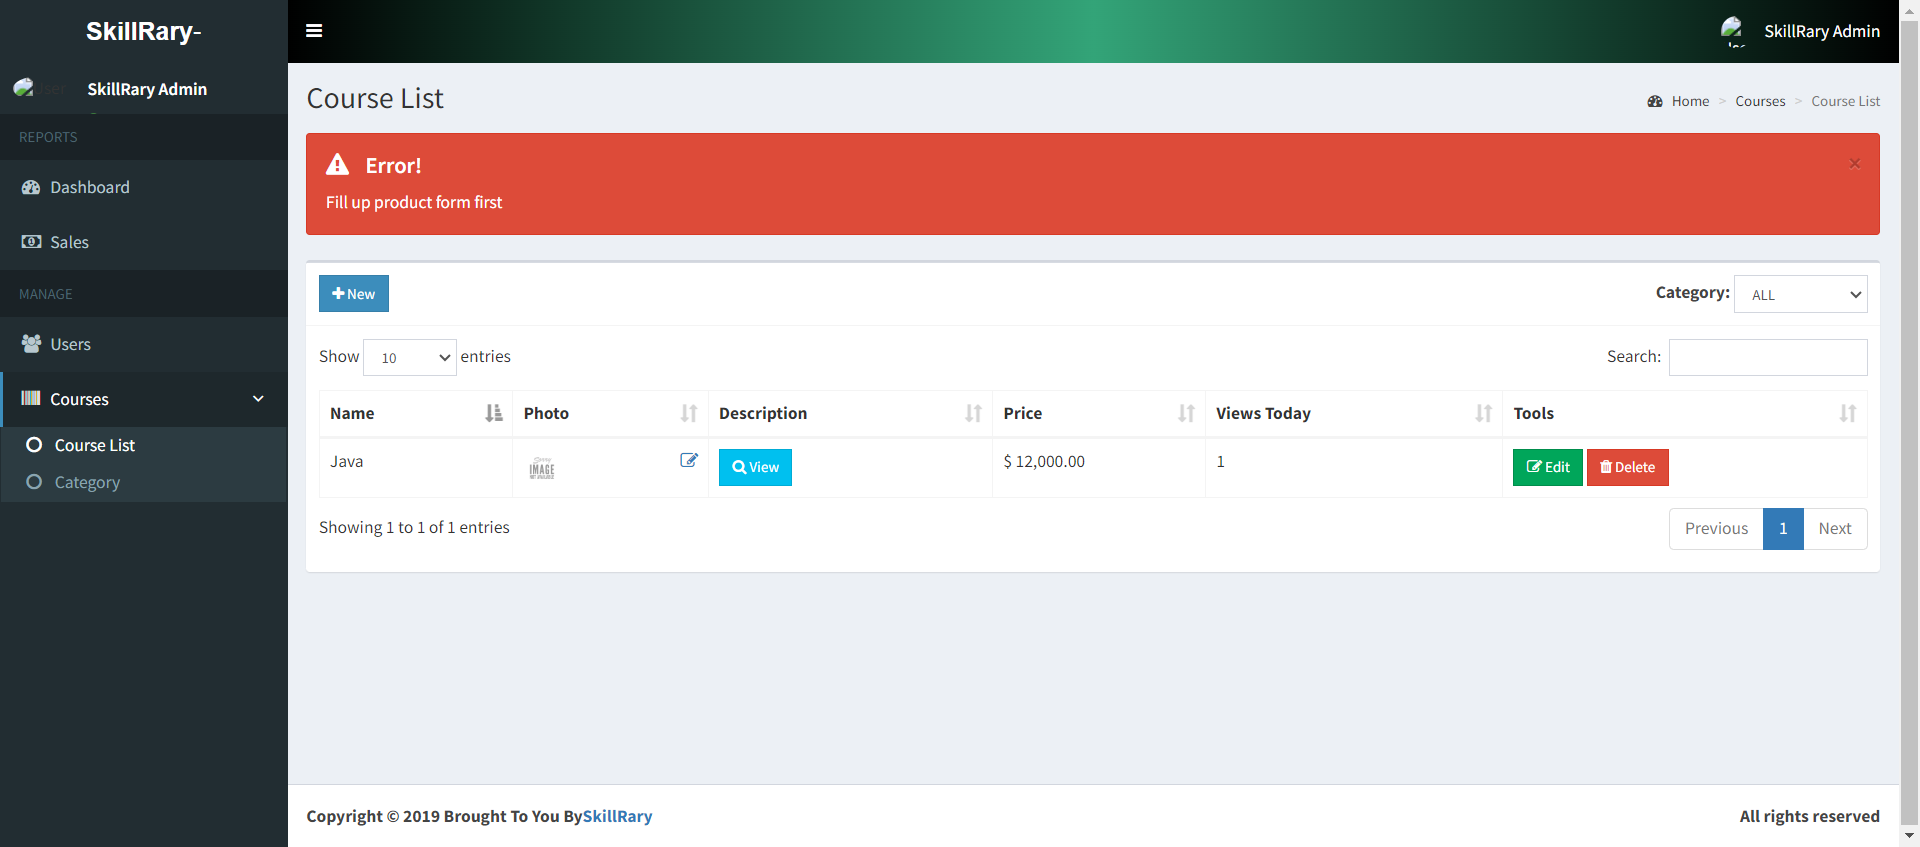 SkillRary-
SkillRary Admin
SkillRary Admin
REPORTS
Dashboard
Sales
MANAGE
Users
Courses
Course List
Category
Course List
Home > Courses > Course List
Error!
×
Fill up product form first
New
Category: ALL
Show 10 entries
Search:
Name Photo Description Price Views Today Tools
Java Sorry IMAGE NOT AVAILABLE View $ 12,000.00 1 Edit Delete
Showing 1 to 1 of 1 entries
Previous 1 Next
Copyright © 2019 Brought To You BySkillRary
All rights reserved